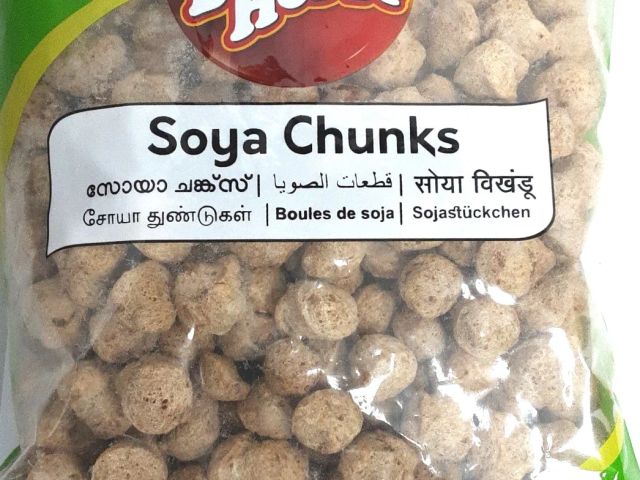 Soya Chunks
സോയാ ചങ്ക്സ് | قطعات الصويا | सोया विखंडू
சோயா துண்டுகள் | Boules de soja | Sojastückchen